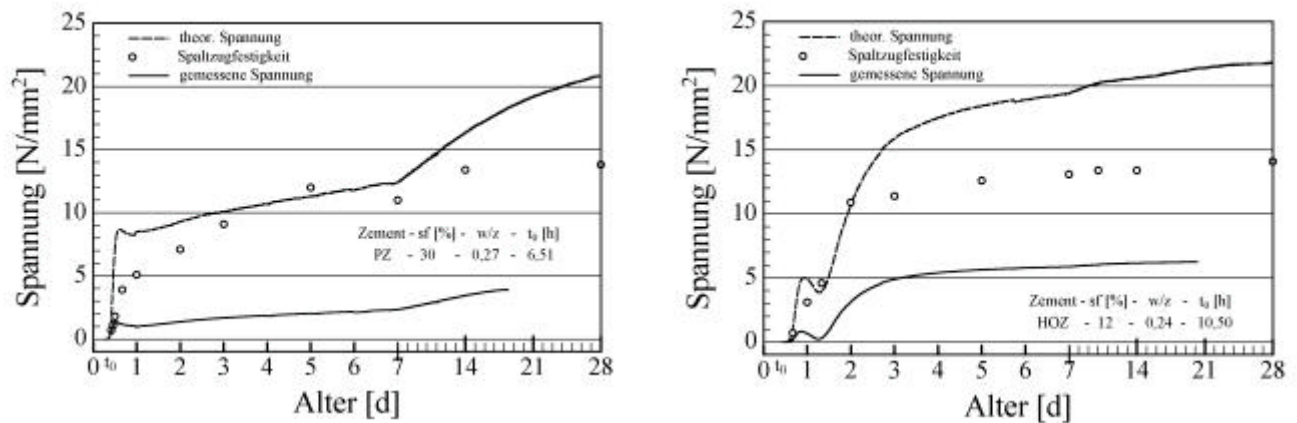 25
20
15
10
5
0
Spannung [N/mm²]
theor. Spannung
Spaltzugfestigkeit
gemessene Spannung
Zement - sf [%] - w/z - t₀ [h]
PZ - 30 - 0,27 - 6,51
0 t₀ 1 2 3 4 5 6 7 14 21 28
Alter [d]
25
20
15
10
5
0
Spannung [N/mm²]
theor. Spannung
Spaltzugfestigkeit
gemessene Spannung
Zement - sf [%] - w/z - t₀ [h]
HOZ - 12 - 0,24 - 10,50
0 t₀ 1 2 3 4 5 6 7 14 21 28
Alter [d]